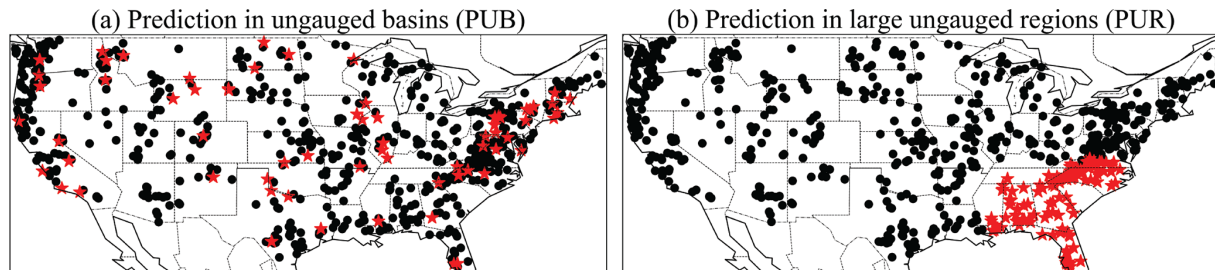 (a) Prediction in ungauged basins (PUB)
(b) Prediction in large ungauged regions (PUR)